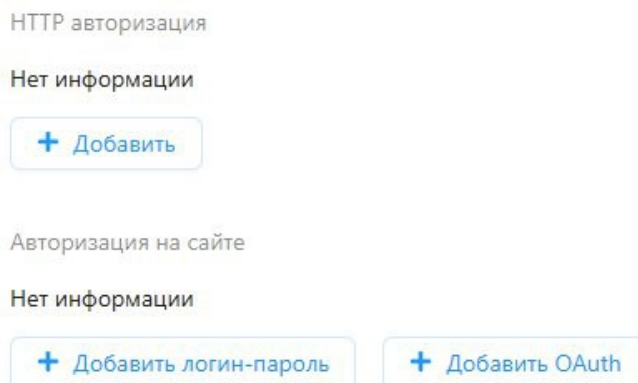 HTTP авторизация
Нет информации
+ Добавить
Авторизация на сайте
Нет информации
+ Добавить логин-пароль + Добавить OAuth